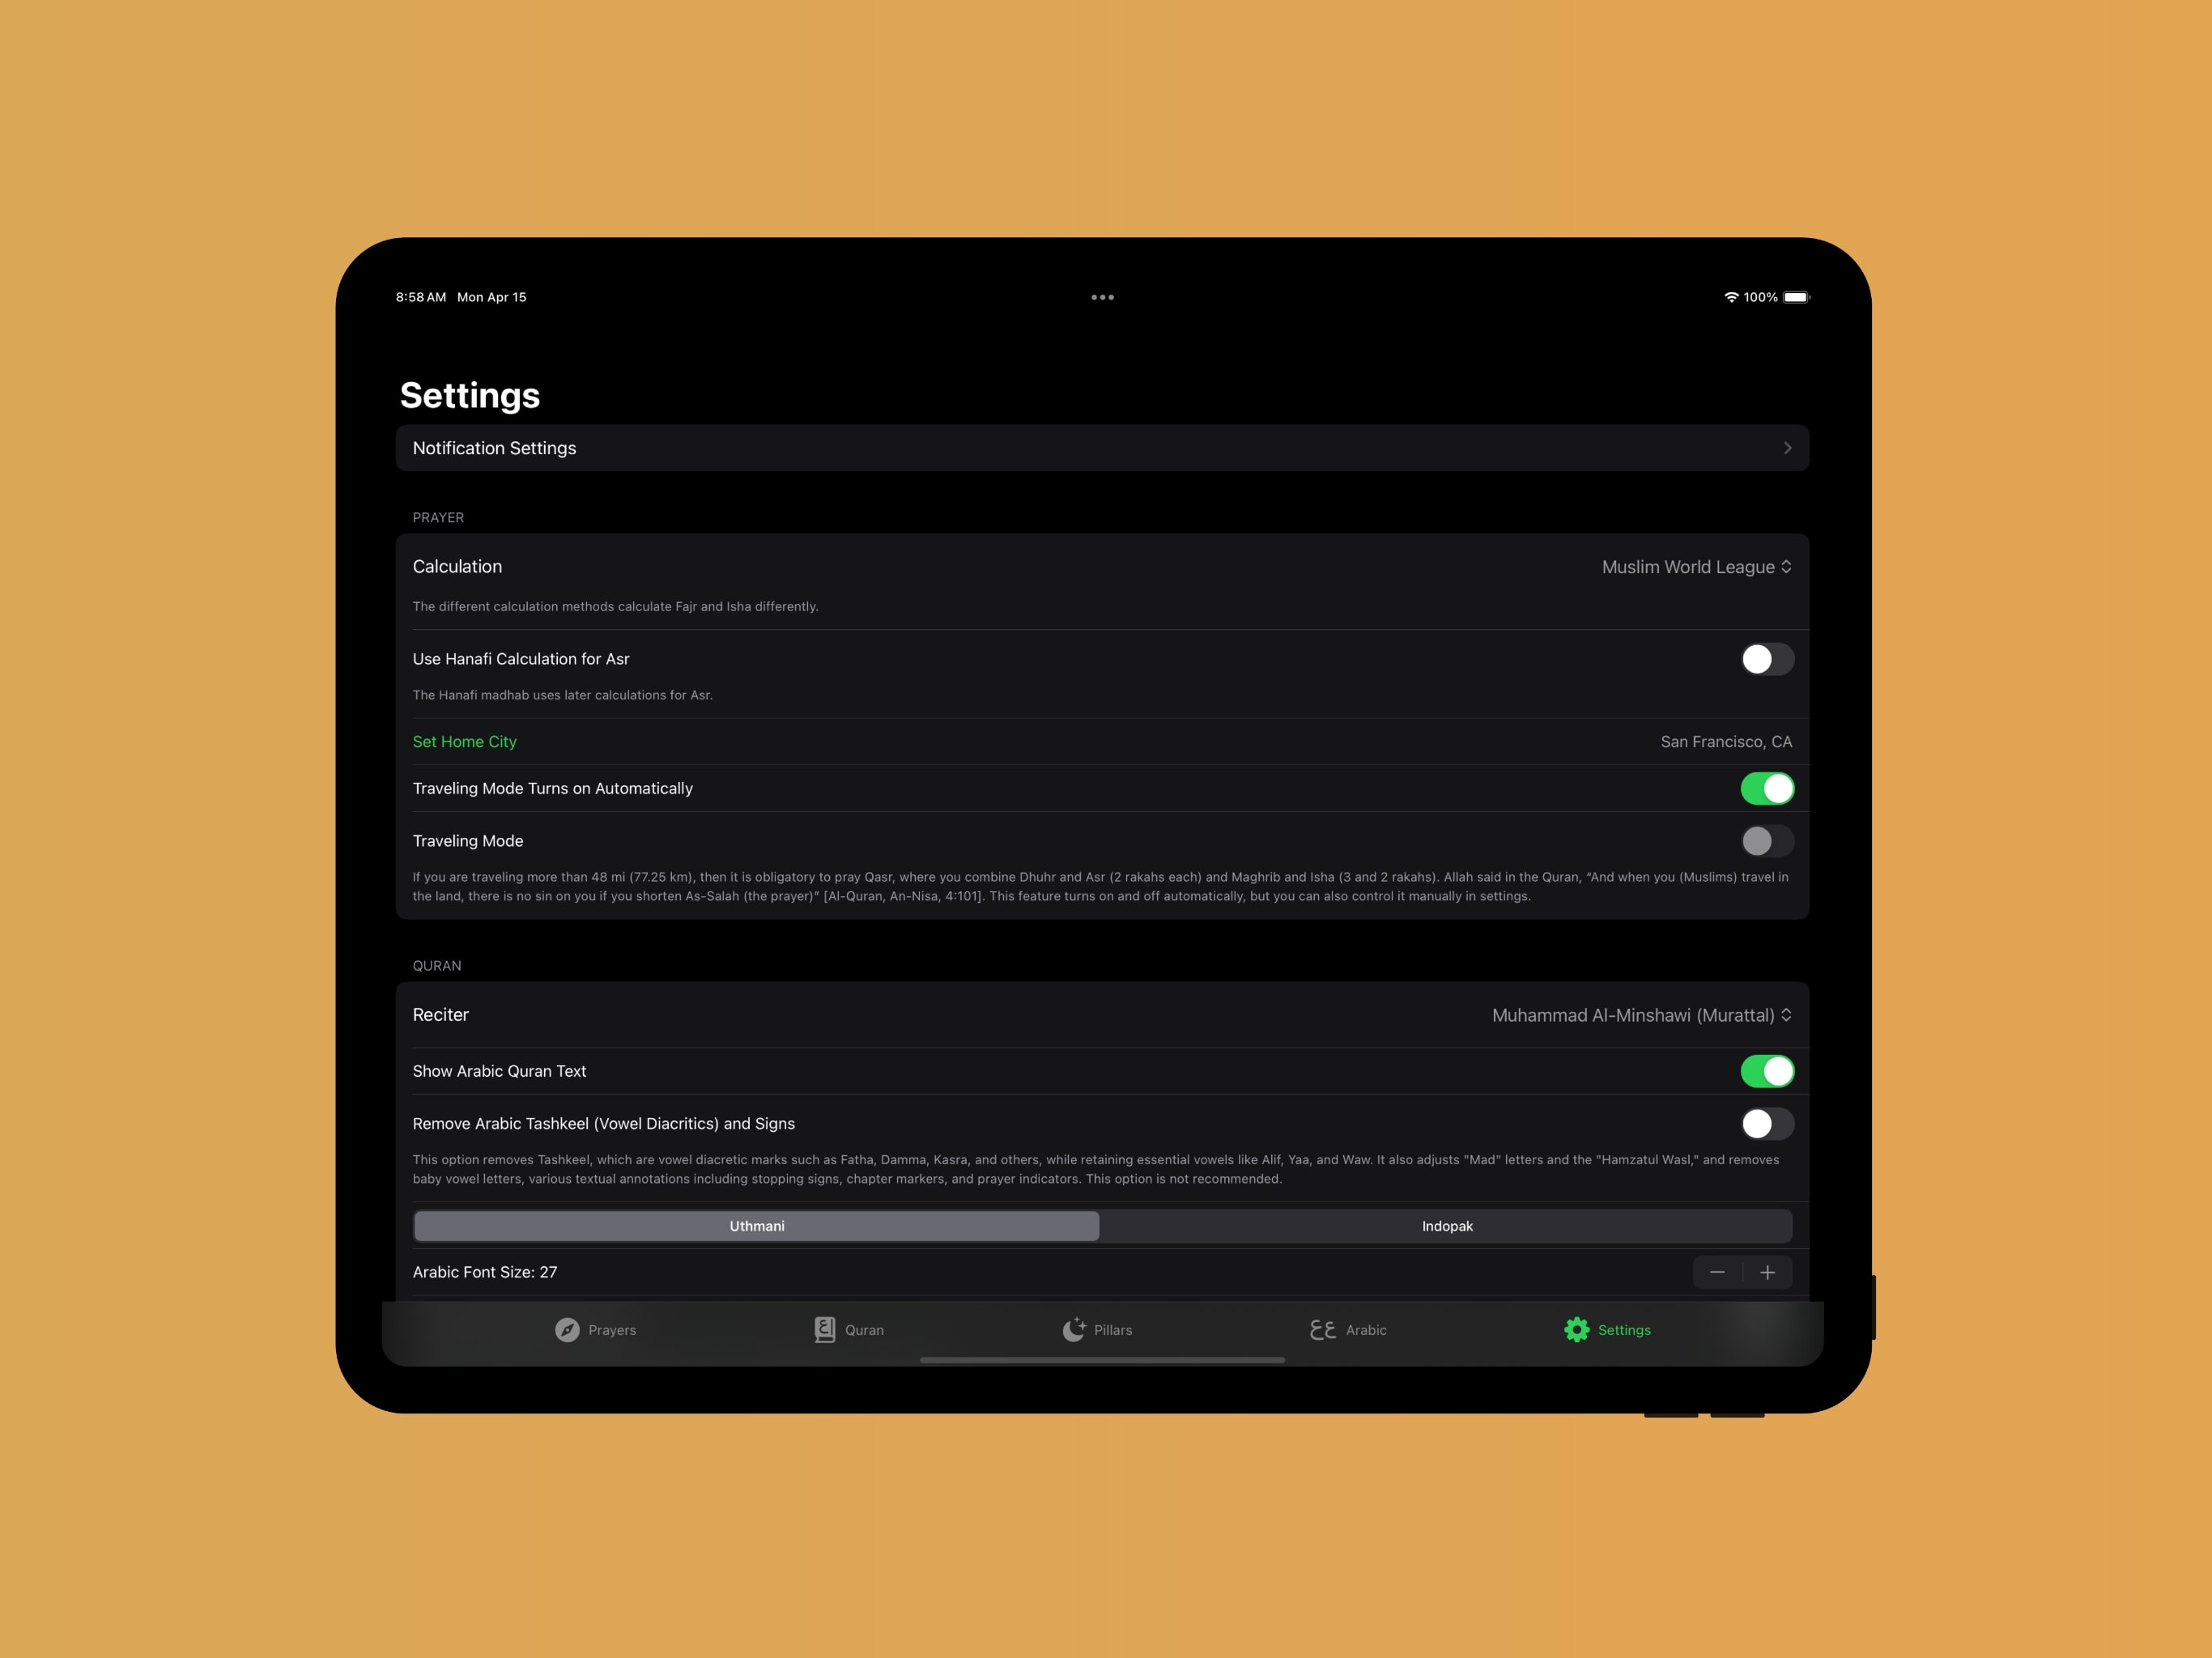 8:58 AM Mon Apr 15
100%
Settings
Notification Settings
PRAYER
Calculation
Muslim World League
The different calculation methods calculate Fajr and Isha differently.
Use Hanafi Calculation for Asr
The Hanafi madhab uses later calculations for Asr.
Set Home City
San Francisco, CA
Traveling Mode Turns on Automatically
Traveling Mode
If you are traveling more than 48 mi (77.25 km), then it is obligatory to pray Qasr, where you combine Dhuhr and Asr (2 rakahs each) and Maghrib and Isha (3 and 2 rakahs). Allah said in the Quran, “And when you (Muslims) travel in
the land, there is no sin on you if you shorten As-Salah (the prayer)” [Al-Quran, An-Nisa, 4:101]. This feature turns on and off automatically, but you can also control it manually in settings.
QURAN
Reciter
Muhammad Al-Minshawi (Murattal)
Show Arabic Quran Text
Remove Arabic Tashkeel (Vowel Diacritics) and Signs
This option removes Tashkeel, which are vowel diacretic marks such as Fatha, Damma, Kasra, and others, while retaining essential vowels like Alif, Yaa, and Waw. It also adjusts "Mad" letters and the "Hamzatul Wasl," and removes
baby vowel letters, various textual annotations including stopping signs, chapter markers, and prayer indicators. This option is not recommended.
Uthmani
Indopak
Arabic Font Size: 27
Prayers
Quran
Pillars
Arabic
Settings